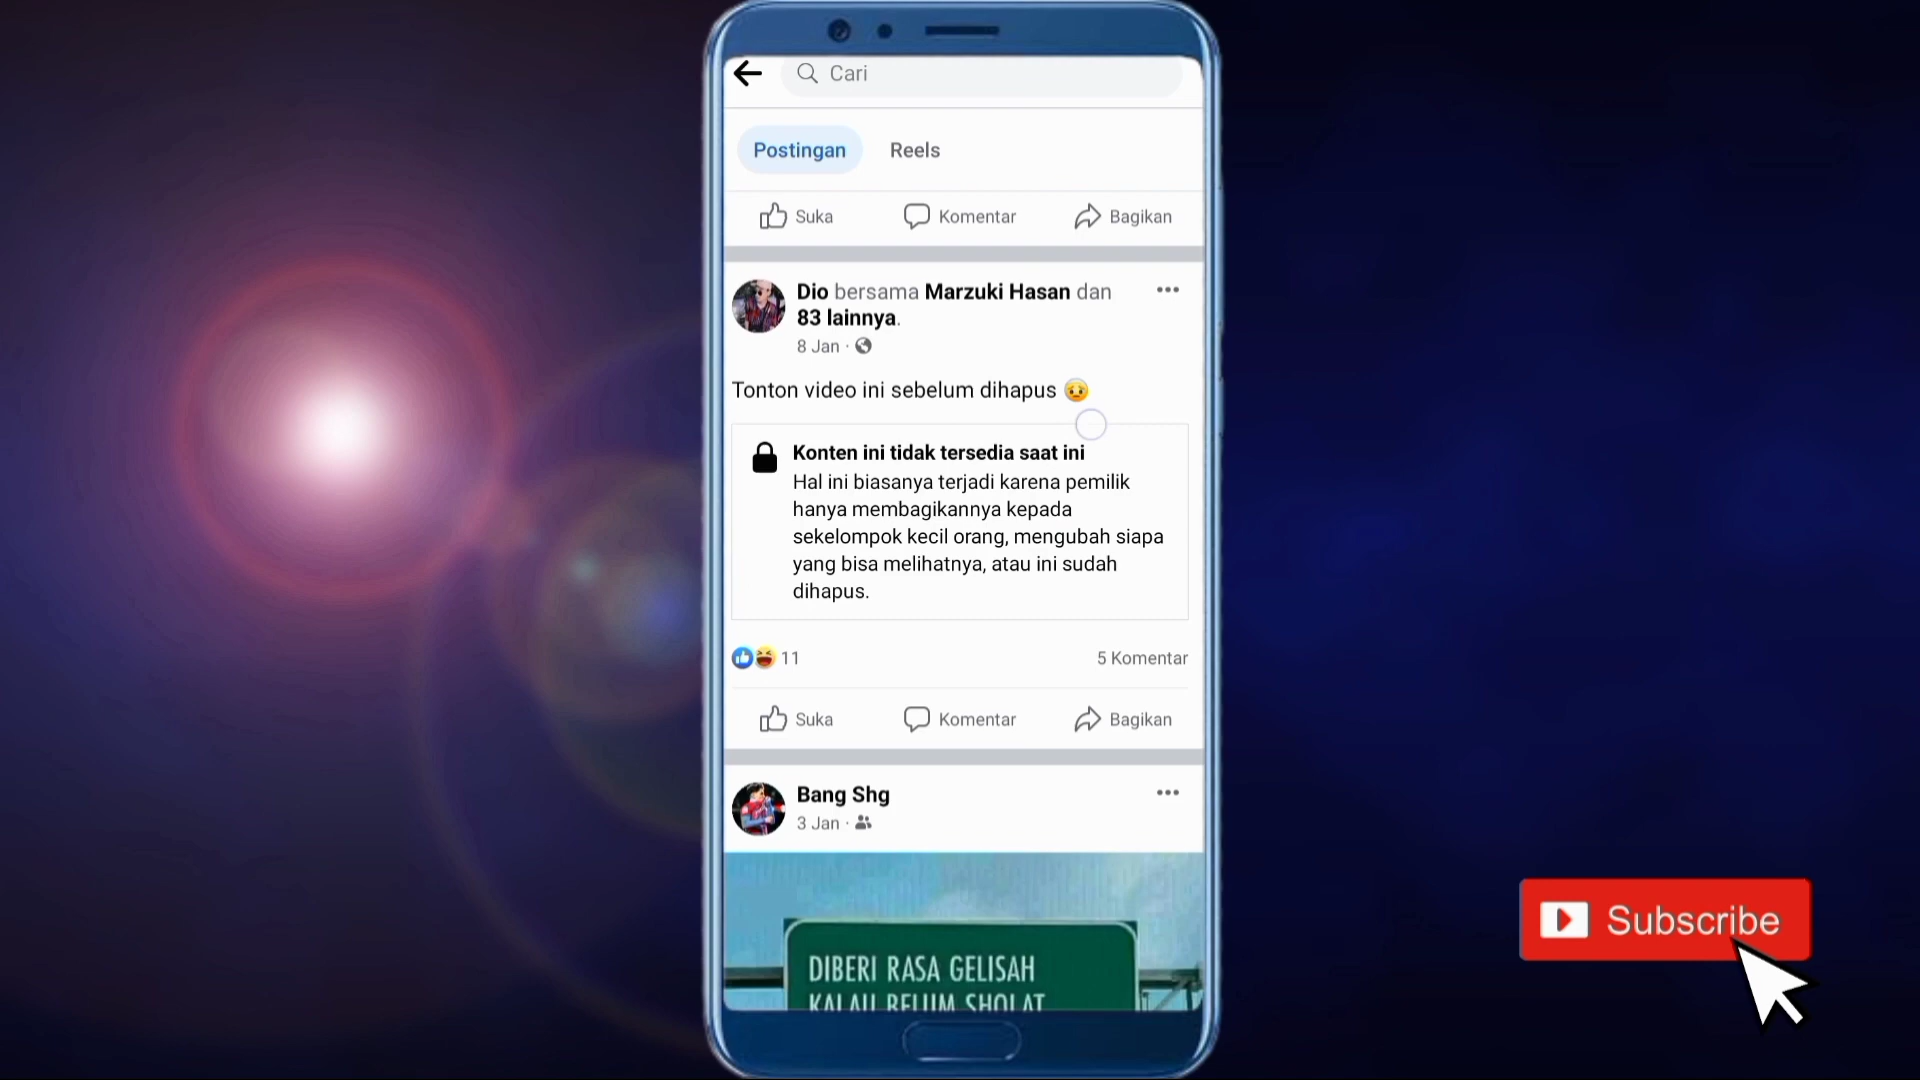 Cari
Postingan Reels
Suka Komentar Bagikan
Dio bersama Marzuki Hasan dan
83 lainnya.
8 Jan ·
Tonton video ini sebelum dihapus 😟
Konten ini tidak tersedia saat ini
Hal ini biasanya terjadi karena pemilik
hanya membagikannya kepada
sekelompok kecil orang, mengubah siapa
yang bisa melihatnya, atau ini sudah
dihapus.
11 5 Komentar
Suka Komentar Bagikan
Bang Shg
3 Jan ·
DIBERI RASA GELISAH
KALAU BELUM SHOLAT
Subscribe